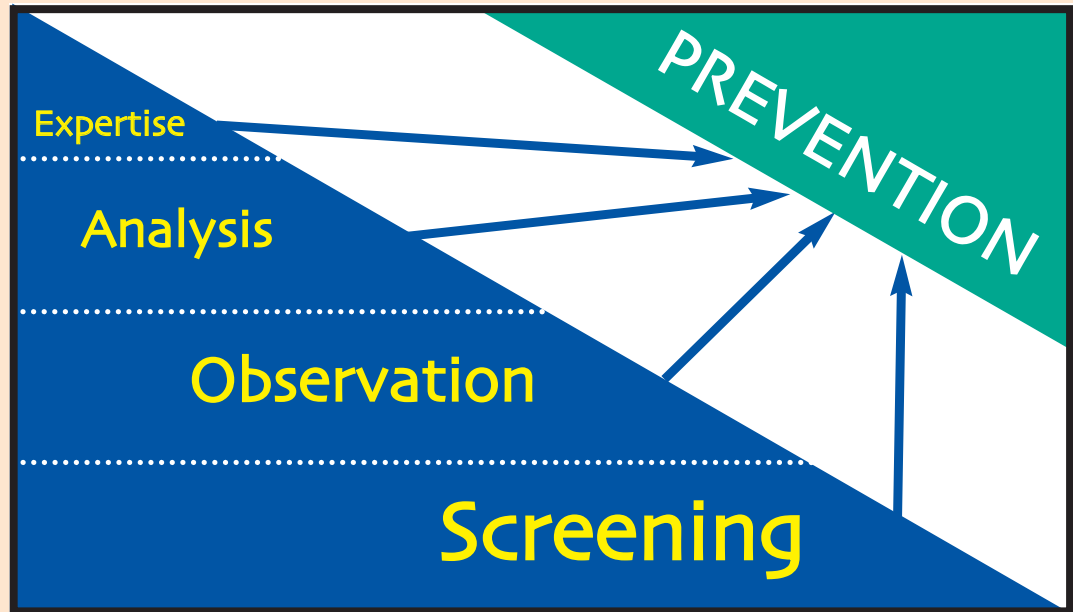 PREVENTION
Expertise
Analysis
Observation
Screening